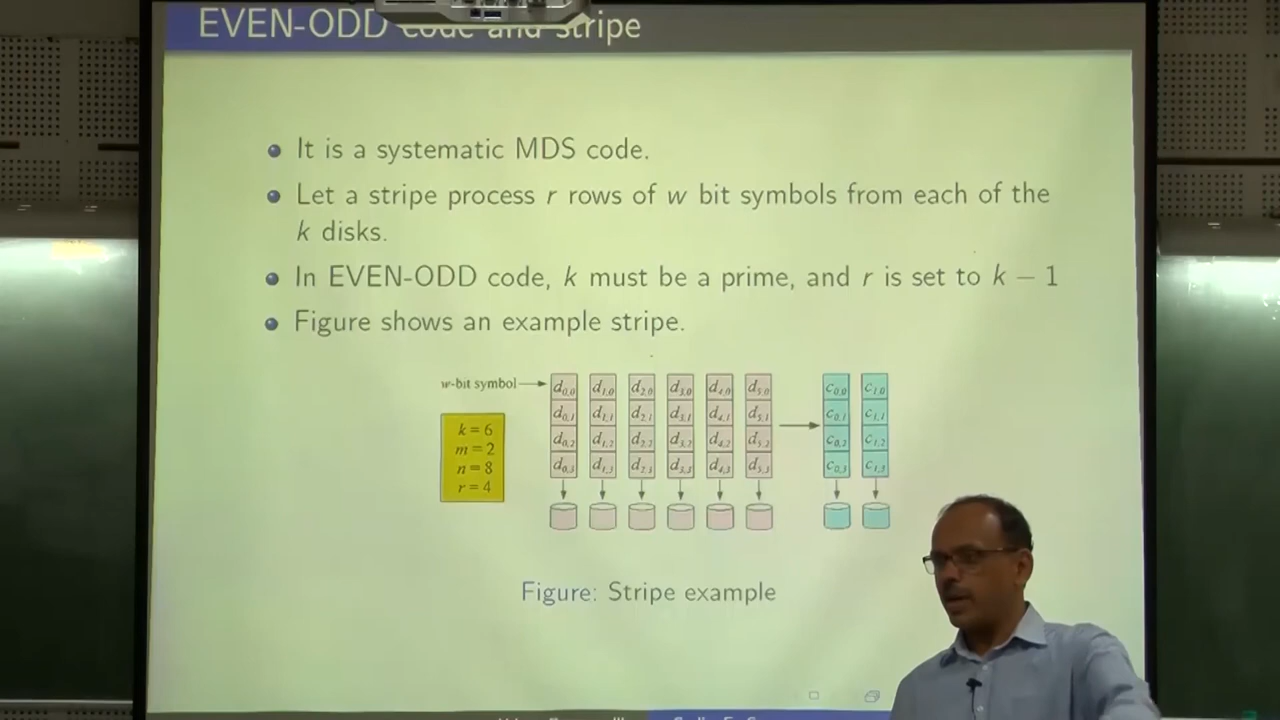 EVEN-ODD code and stripe
It is a systematic MDS code.
Let a stripe process r rows of w bit symbols from each of the
k disks.
In EVEN-ODD code, k must be a prime, and r is set to k − 1
Figure shows an example stripe.
w-bit symbol
d0,0 d1,0 d2,0 d3,0 d4,0 d5,0 c0,0 c1,0
d0,1 d1,1 d2,1 d3,1 d4,1 d5,1 c0,1 c1,1
d0,2 d1,2 d2,2 d3,2 d4,2 d5,2 c0,2 c1,2
d0,3 d1,3 d2,3 d3,3 d4,3 d5,3 c0,3 c1,3
k = 6
m = 2
n = 8
r = 4
Figure: Stripe example